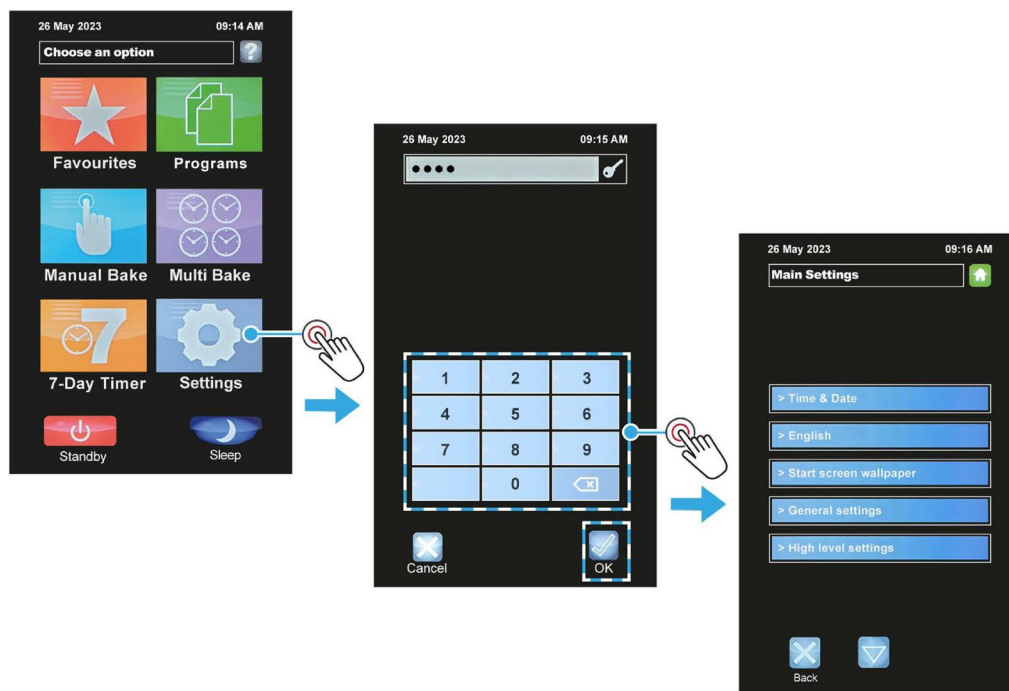 26 May 2023 09:14 AM
Choose an option
?
Favourites Programs
Manual Bake Multi Bake
7
7-Day Timer Settings
Standby Sleep
26 May 2023 09:15 AM
••••
1 2 3
4 5 6
7 8 9
0
Cancel OK
26 May 2023 09:16 AM
Main Settings
> Time & Date
> English
> Start screen wallpaper
> General settings
> High level settings
Back